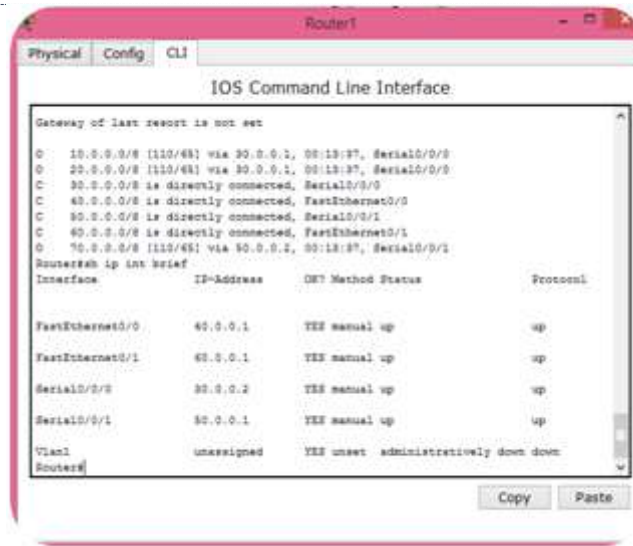 Router1
Physical Config CLI
IOS Command Line Interface
Gateway of last resort is not set
O 10.0.0.0/8 [110/65] via 30.0.0.1, 00:13:37, Serial0/0/0
O 20.0.0.0/8 [110/65] via 30.0.0.1, 00:13:37, Serial0/0/0
C 30.0.0.0/8 is directly connected, Serial0/0/0
C 40.0.0.0/8 is directly connected, FastEthernet0/0
C 50.0.0.0/8 is directly connected, Serial0/0/1
C 60.0.0.0/8 is directly connected, FastEthernet0/1
O 70.0.0.0/8 [110/65] via 50.0.0.2, 00:13:37, Serial0/0/1
Router#sh ip int brief
Interface IP-Address OK? Method Status Protocol
FastEthernet0/0 40.0.0.1 YES manual up up
FastEthernet0/1 60.0.0.1 YES manual up up
Serial0/0/0 30.0.0.2 YES manual up up
Serial0/0/1 50.0.0.1 YES manual up up
Vlan1 unassigned YES unset administratively down down
Router#
Copy Paste